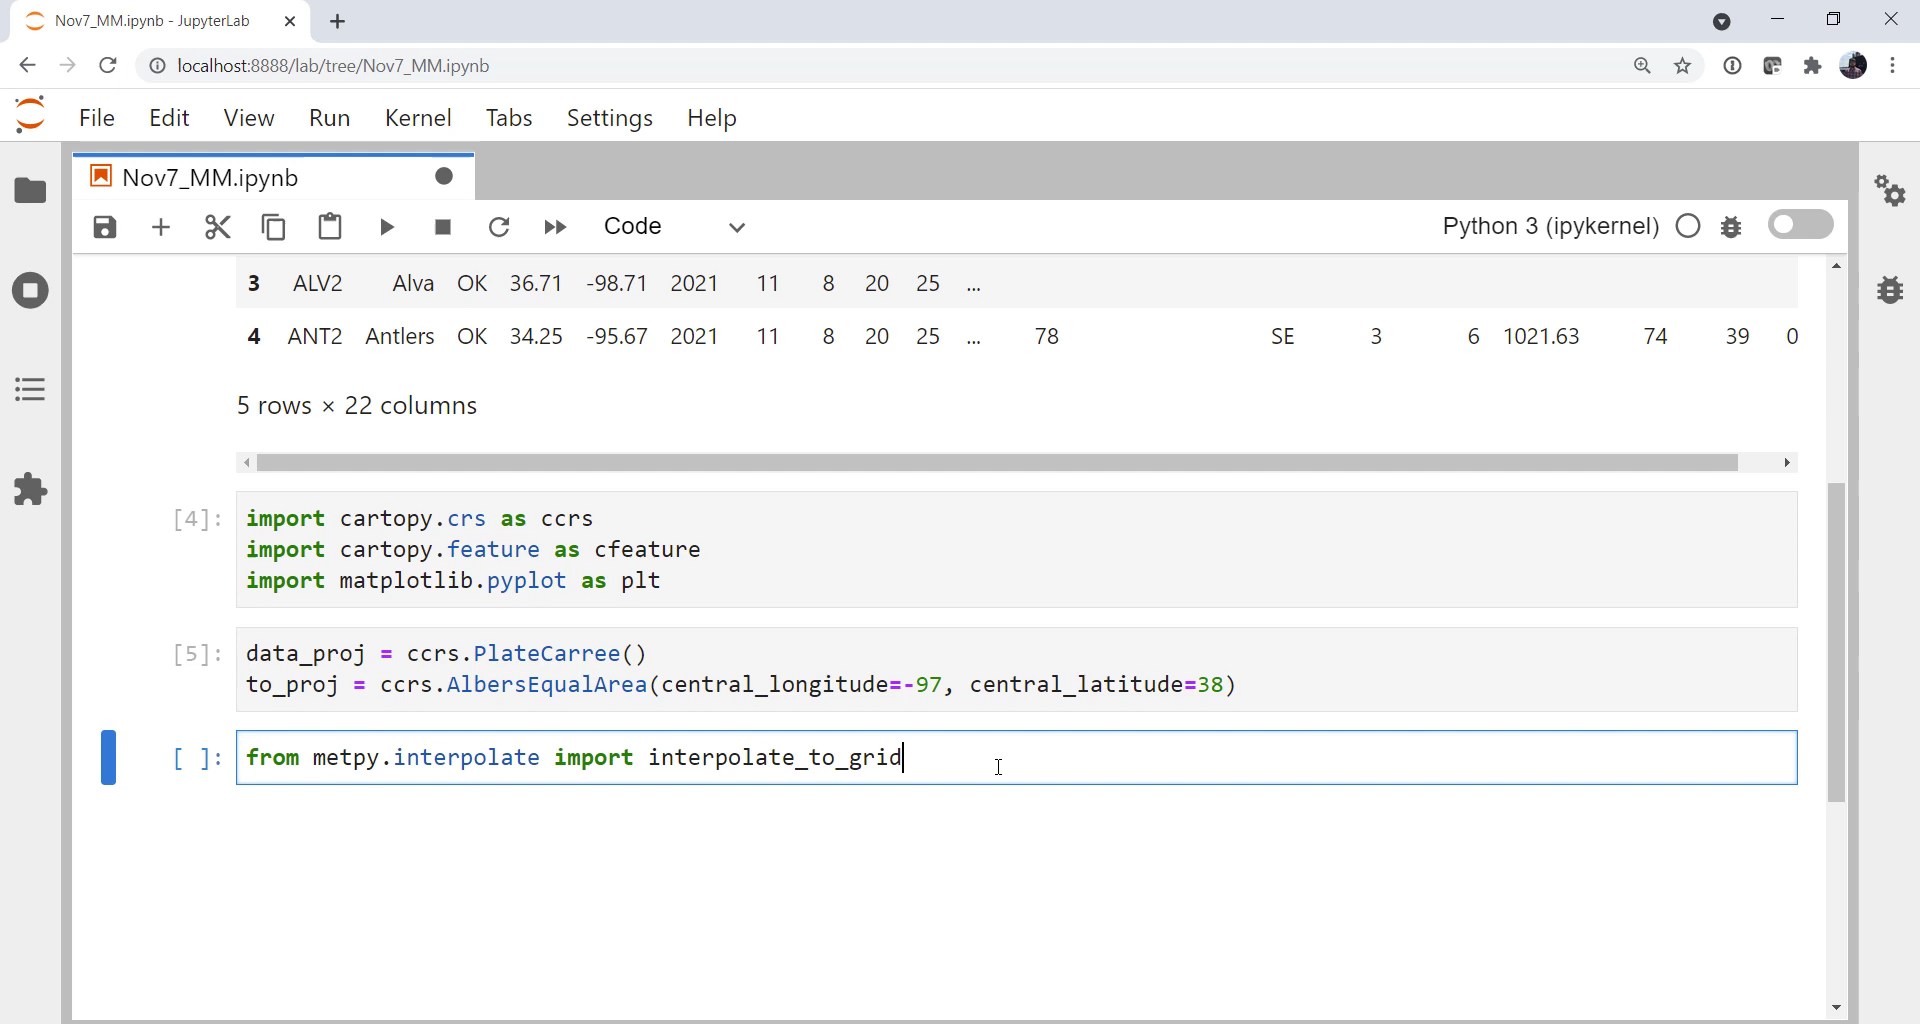 Nov7_MM.ipynb - JupyterLab
localhost:8888/lab/tree/Nov7_MM.ipynb
File Edit View Run Kernel Tabs Settings Help
Nov7_MM.ipynb
Code Python 3 (ipykernel)
3 ALV2 Alva OK 36.71 -98.71 2021 11 8 20 25 ...
4 ANT2 Antlers OK 34.25 -95.67 2021 11 8 20 25 ... 78 SE 3 6 1021.63 74 39 0
5 rows × 22 columns
[4]: import cartopy.crs as ccrs
import cartopy.feature as cfeature
import matplotlib.pyplot as plt
[5]: data_proj = ccrs.PlateCarree()
to_proj = ccrs.AlbersEqualArea(central_longitude=-97, central_latitude=38)
[ ]: from metpy.interpolate import interpolate_to_grid